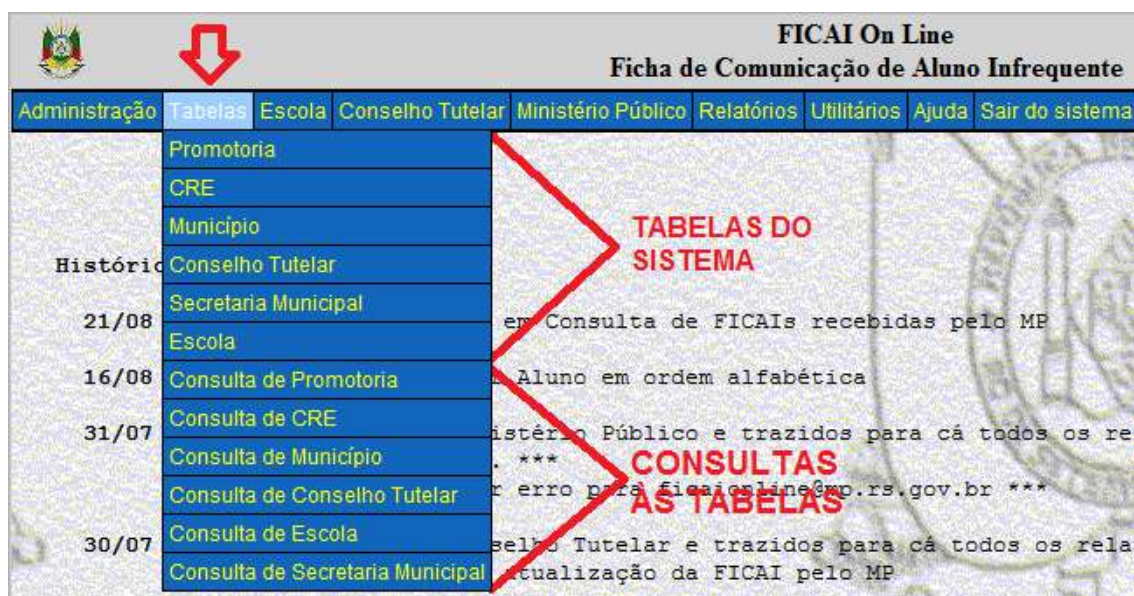 FICAI On Line
Ficha de Comunicação de Aluno Infrequente
Administração Tabelas Escola Conselho Tutelar Ministério Público Relatórios Utilitários Ajuda Sair do sistema
Promotoria
CRE
Município
TABELAS DO
SISTEMA
Conselho Tutelar
Secretaria Municipal
21/08 em Consulta de FICAIs recebidas pelo MP
Escola
16/08 Consulta de Promotoria Aluno em ordem alfabética
Consulta de CRE
31/07 Público e trazidos para cá todos os
Consulta de Município . ***
CONSULTAS
ÀS TABELAS
Consulta de Conselho Tutelar r erro para ficaionline@mp.rs.gov.br ***
Consulta de Escola
30/07 Tutelar e trazidos para cá todos os
Consulta de Secretaria Municipal da FICAI pelo MP